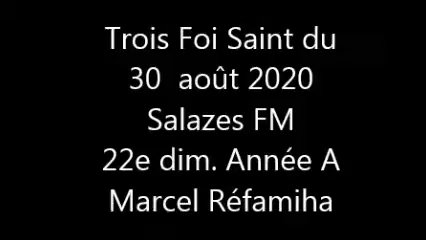 Trois Foi Saint du
30 août 2020
Salazes FM
22e dim. Année A
Marcel Réfamiha